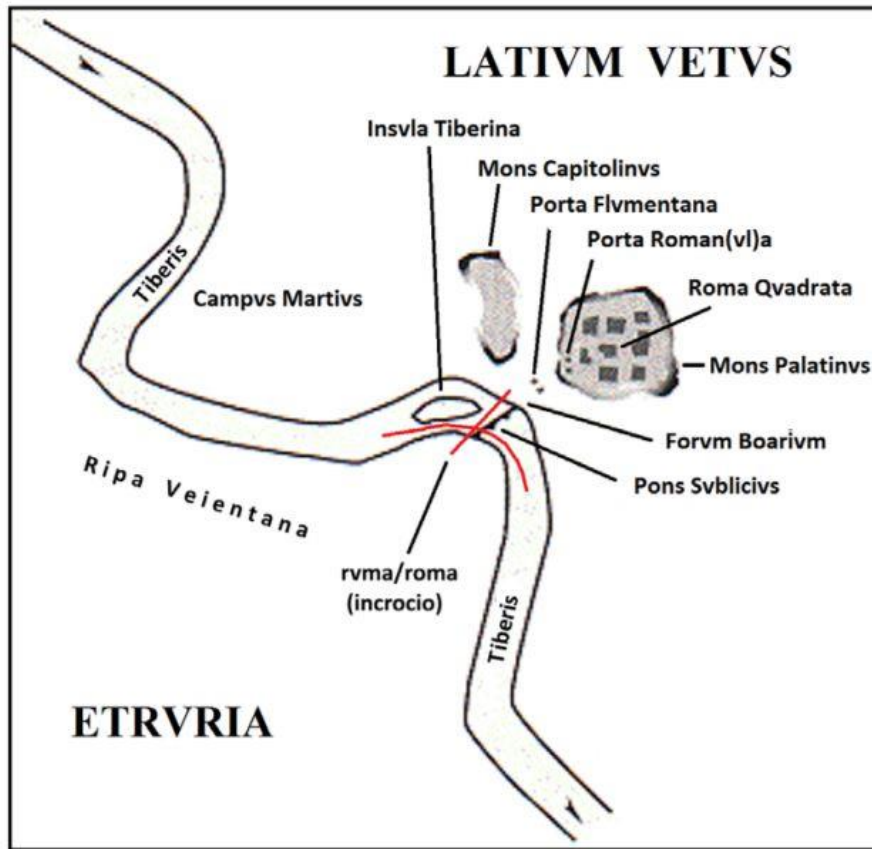 LATIVM VETVS
Insvla Tiberina
Mons Capitolinvs
Porta Flvmentana
Porta Roman(vl)a
Roma Qvadrata
Tiberis
Campvs Martivs
Mons Palatinvs
Forvm Boarivm
Ripa Veientana
Pons Svblicivs
rvma/roma
(incrocio)
Tiberis
ETRVRIA